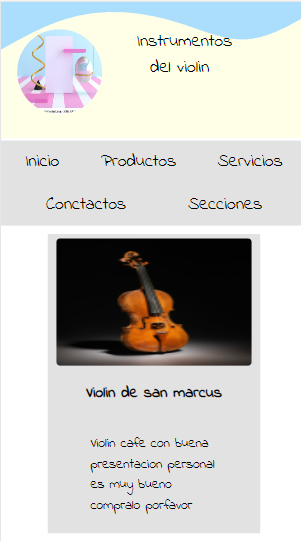 Instrumentos
del violin
Inicio Productos Servicios
Conctactos Secciones
Violin de san marcus
Violin cafe con buena
presentacion personal
es muy bueno
compralo porfavor